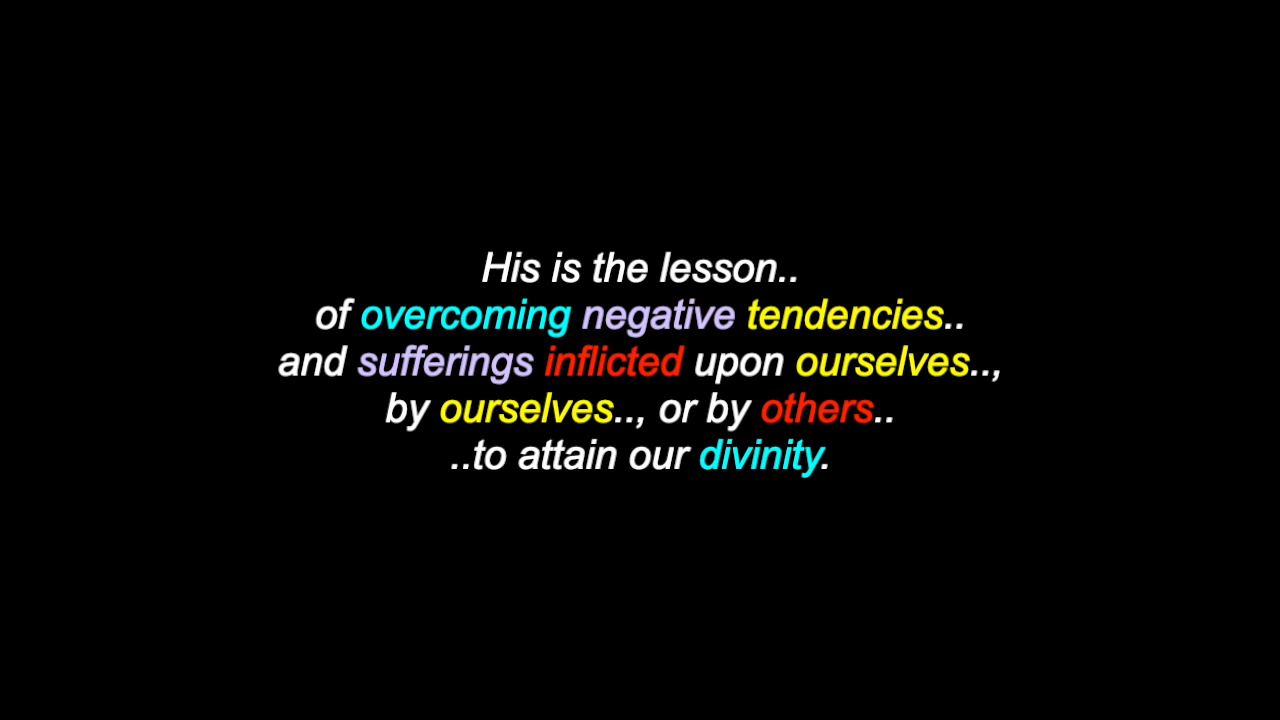 His is the lesson..
of overcoming negative tendencies..
and sufferings inflicted upon ourselves..,
by ourselves.., or by others..
..to attain our divinity.